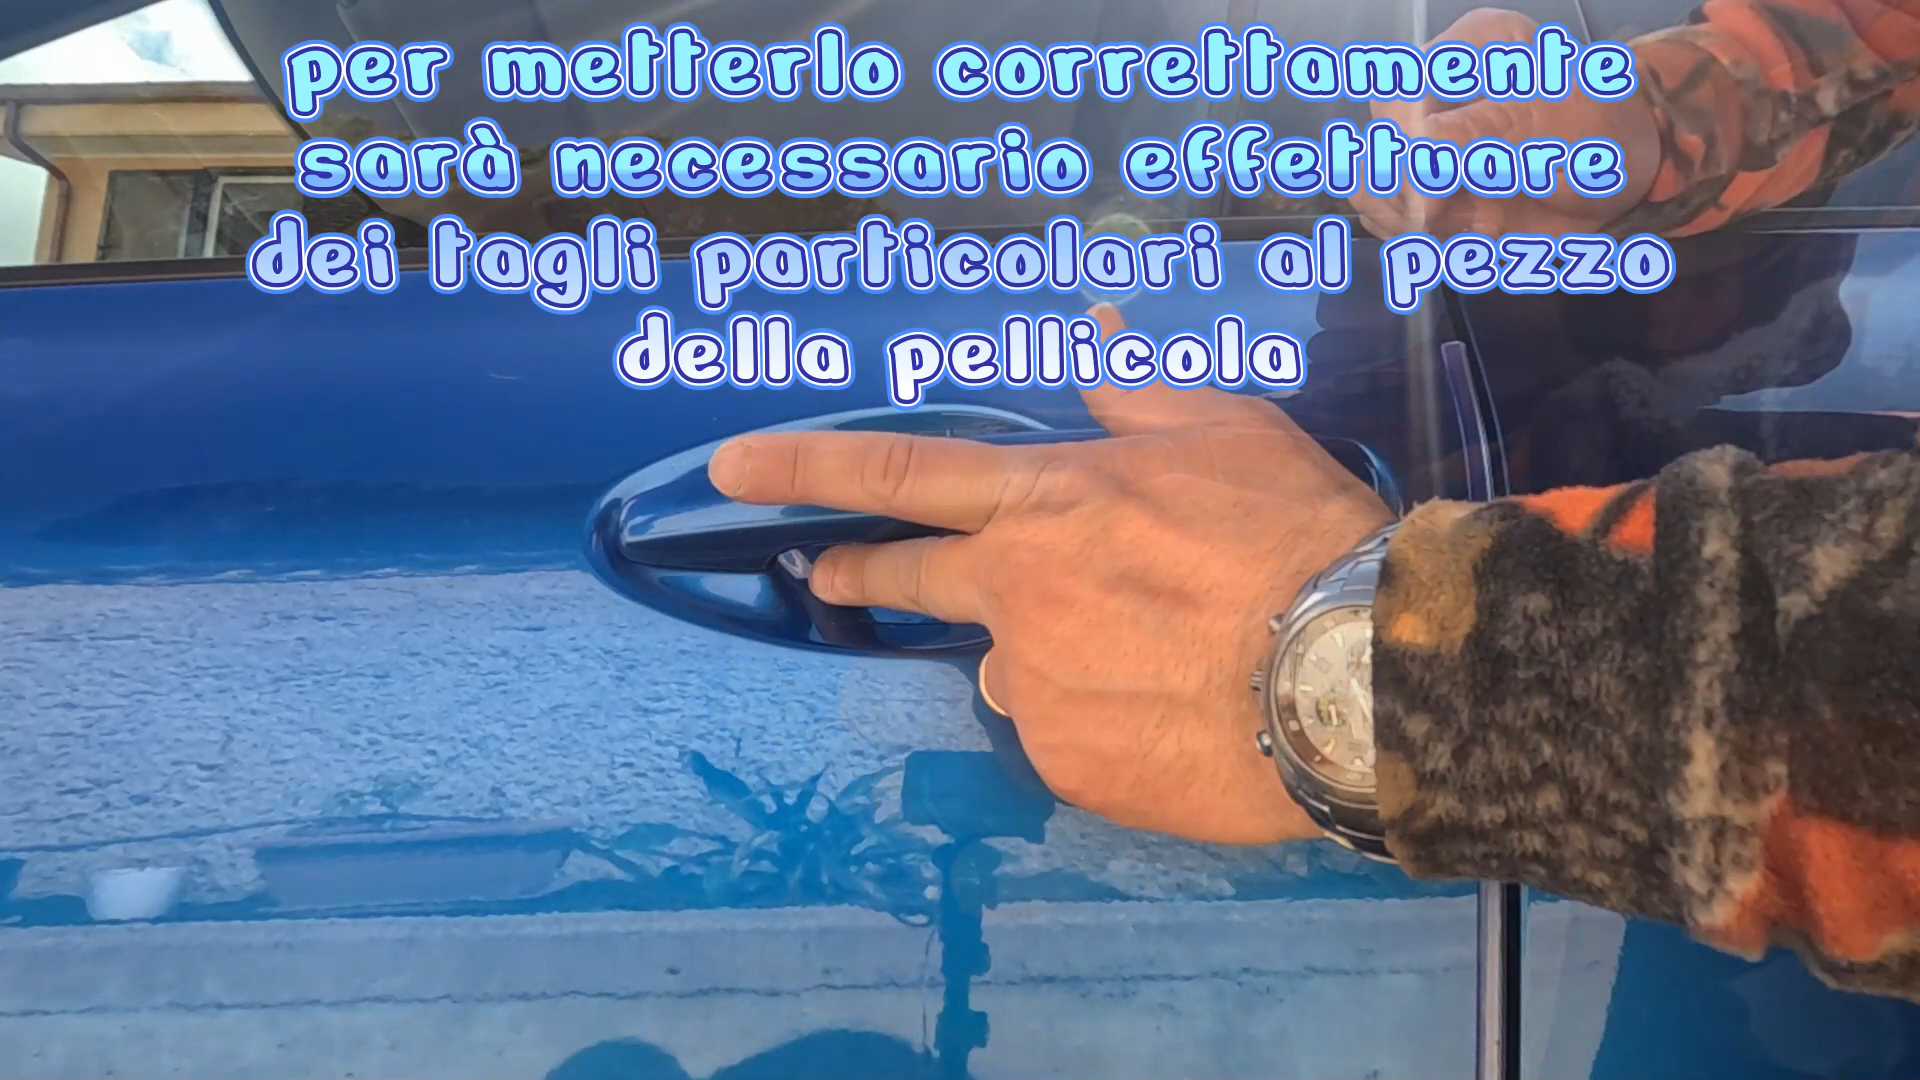 per metterlo correttamente
sarà necessario effettuare
dei tagli particolari al pezzo
della pellicola